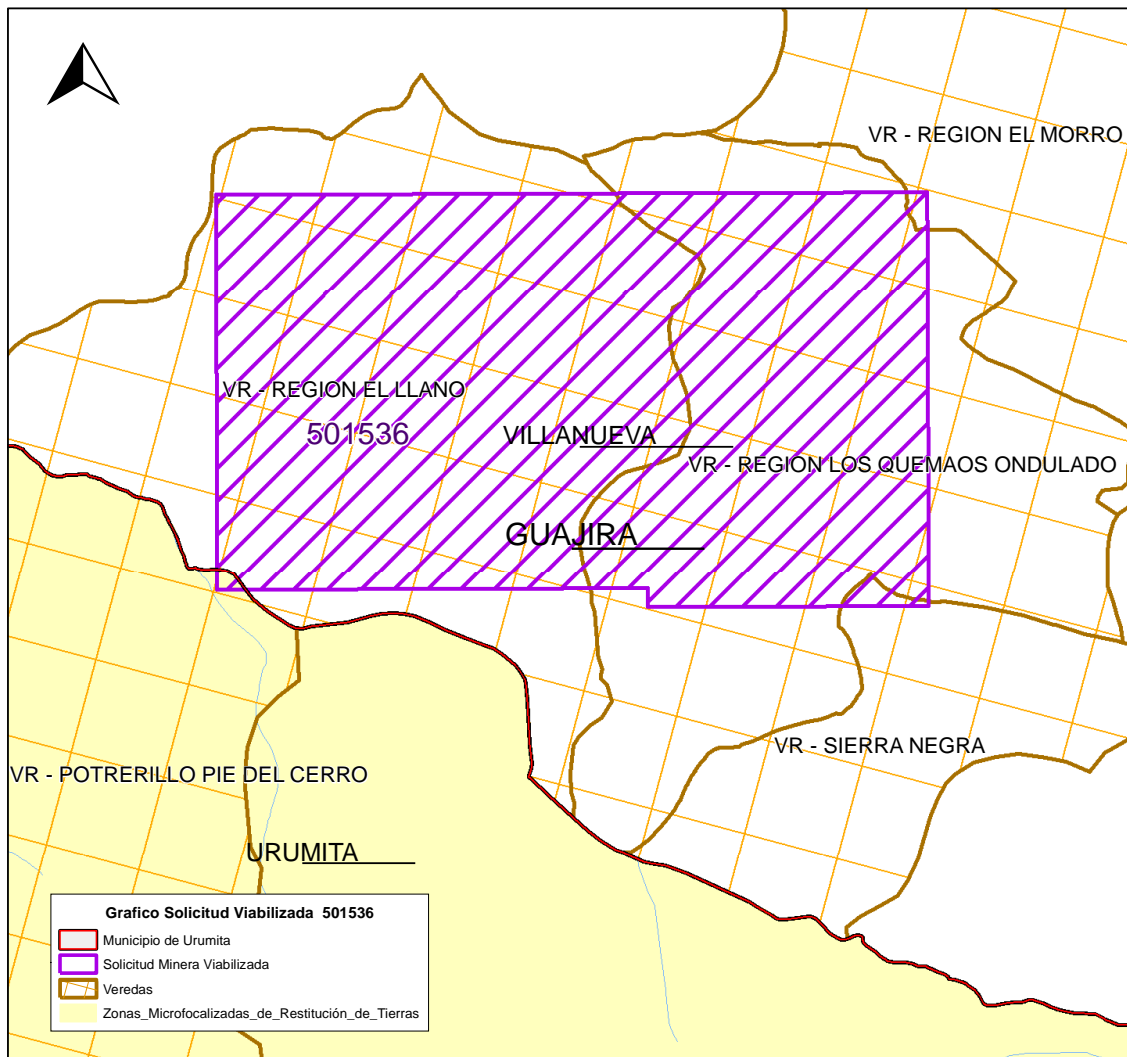 VR - REGION EL MORRO
VR - REGION EL LLANO
501536
VILLANUEVA
VR - REGION LOS QUEMAOS ONDULADO
GUAJIRA
VR - SIERRA NEGRA
VR - POTRERILLO PIE DEL CERRO
URUMITA
Grafico Solicitud Viabilizada 501536
Municipio de Urumita
Solicitud Minera Viabilizada
Veredas
Zonas_Microfocalizadas_de_Restitución_de_Tierras